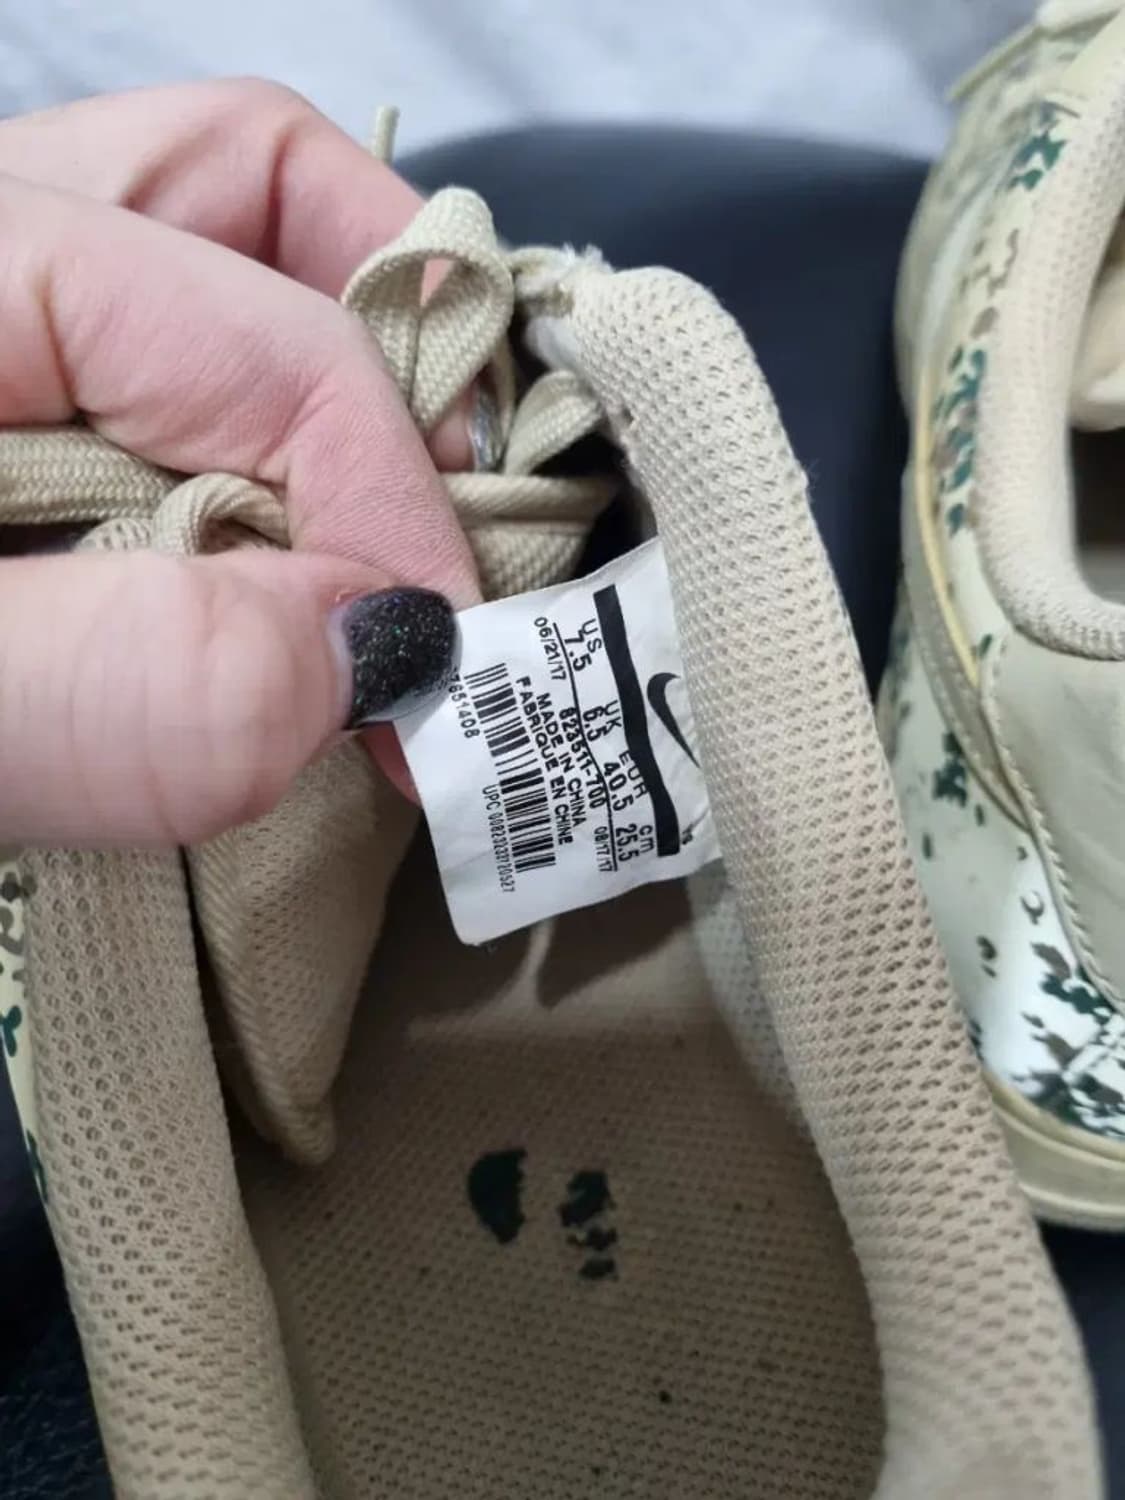 US UK EUR cm
7.5 6.5 40.5 25.5
06/21/17 08/17/17
823511-700
MADE IN CHINA
FABRIQUE EN CHINE
7651408